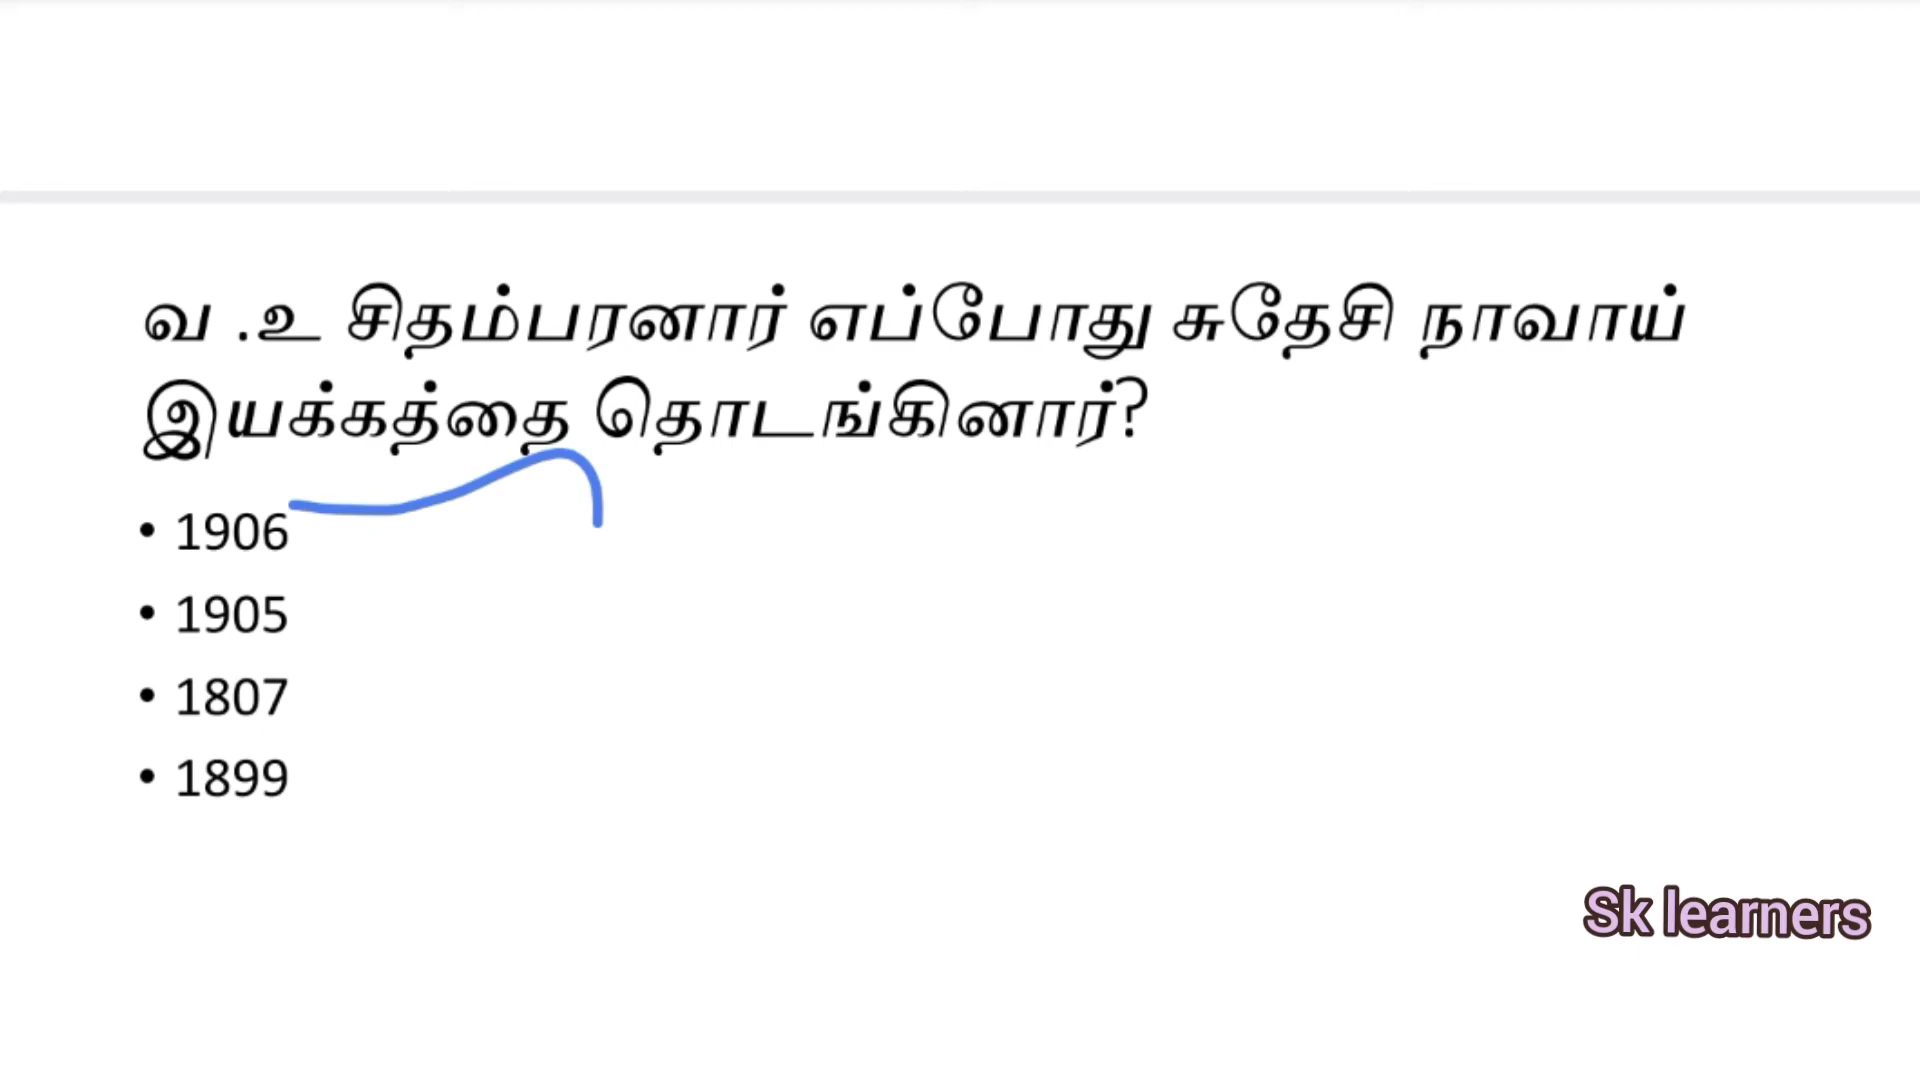 வ .உ சிதம்பரனார் எப்போது சுதேசி நாவாய்
இயக்கத்தை தொடங்கினார்?
• 1906
• 1905
• 1807
• 1899
Sk learners